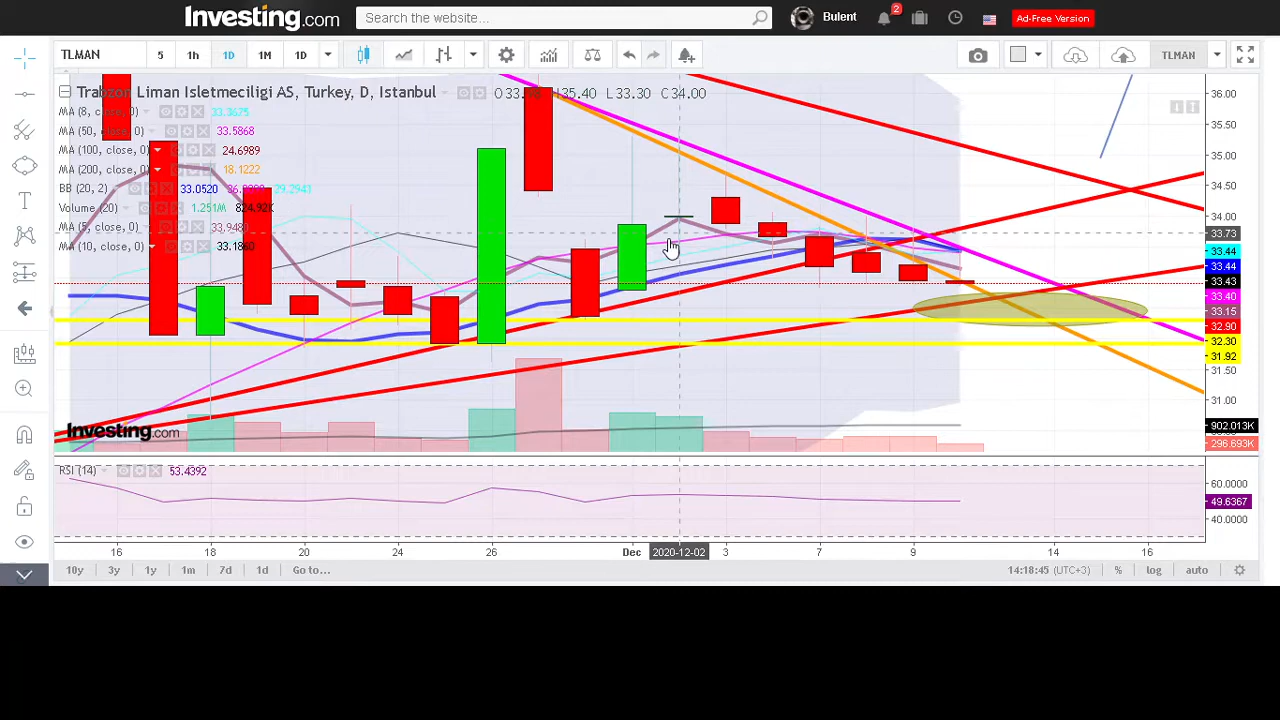 Investing.com
Search the website...
Bulent
2
Ad-Free Version
TLMAN
5
1h
1D
1M
1D
TLMAN
Trabzon Liman Isletmeciligi AS, Turkey, D, Istanbul
35.40 L 33.30 C 34.00
MA (8, close, 0) 33.3675
MA (50, close, 0) 33.5868
MA (100, close, 0) 24.6989
MA (200, close, 0) 18.1222
BB (20, 2) 33.0520
Volume (20) 1.251M 824.92K
MA (5, close, 0) 33.9480
MA (10, close, 0) 33.1860
36.00
35.50
35.00
34.50
34.00
33.73
33.44
33.44
33.43
33.40
33.15
32.90
32.30
31.92
31.50
31.00
902.013K
296.693K
Investing.com
RSI (14) 53.4392
60.0000
49.6367
40.0000
16
18
20
24
26
Dec
2020-12-02
3
7
9
14
16
10y
3y
1y
1m
7d
1d
Go to...
14:18:45 (UTC+3)
%
log
auto